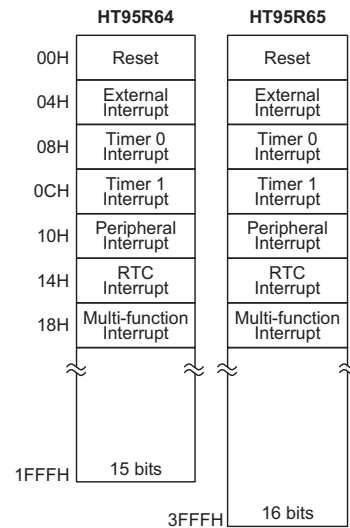 HT95R64 HT95R65
00H Reset Reset
04H External Interrupt External Interrupt
08H Timer 0 Interrupt Timer 0 Interrupt
0CH Timer 1 Interrupt Timer 1 Interrupt
10H Peripheral Interrupt Peripheral Interrupt
14H RTC Interrupt RTC Interrupt
18H Multi-function Interrupt Multi-function Interrupt
1FFFH 15 bits
3FFFH 16 bits